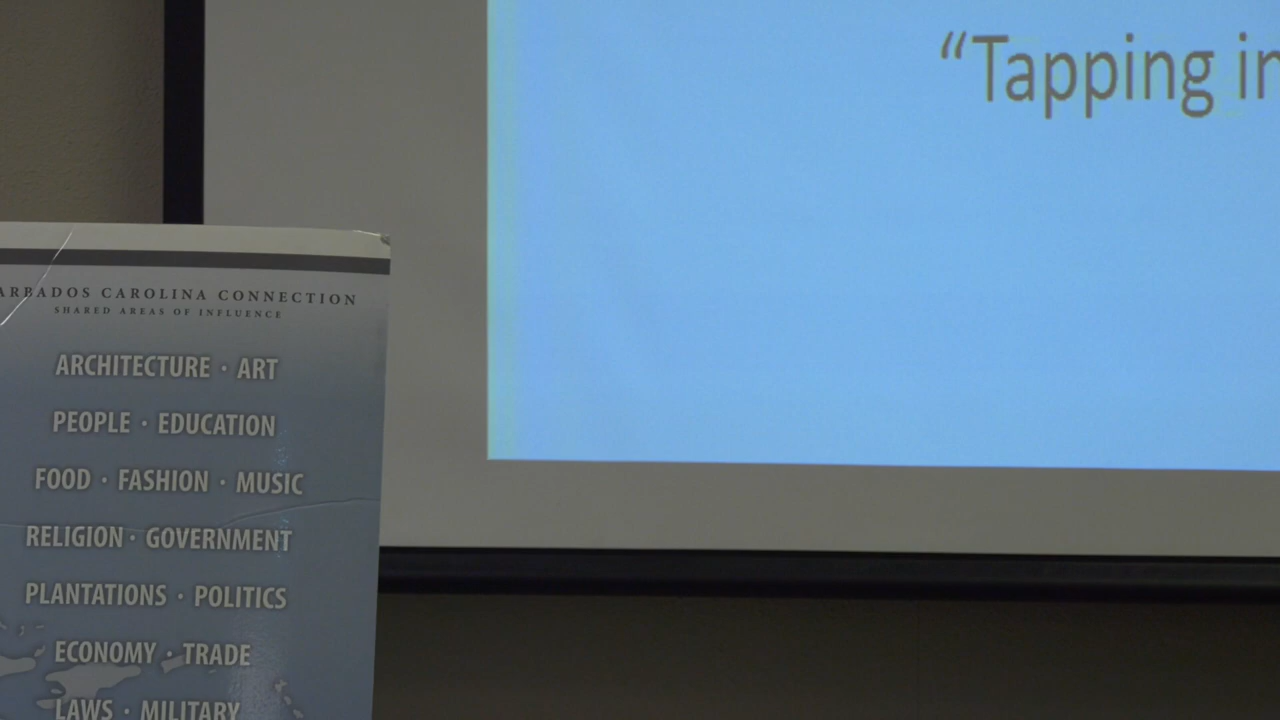 “Tapping in
ARBADOS CAROLINA CONNECTION
SHARED AREAS OF INFLUENCE
ARCHITECTURE · ART
PEOPLE · EDUCATION
FOOD · FASHION · MUSIC
RELIGION · GOVERNMENT
PLANTATIONS · POLITICS
ECONOMY · TRADE
LAWS · MILITARY